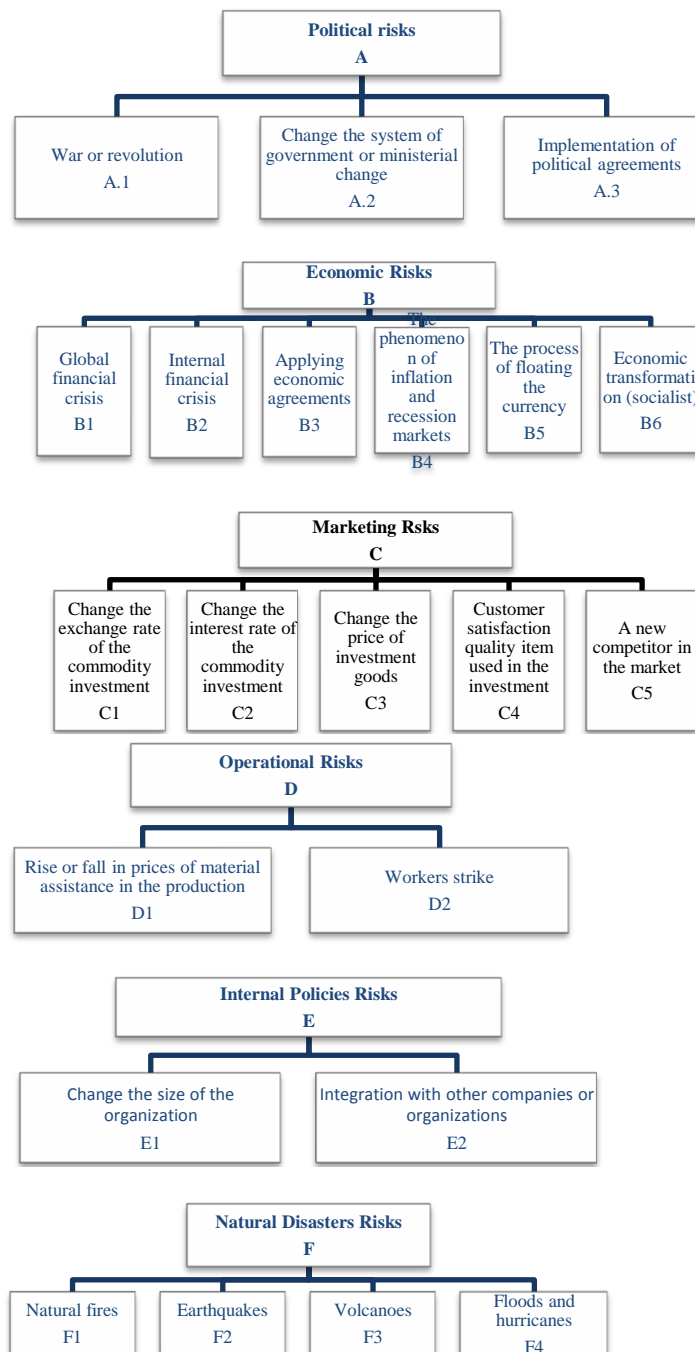 Political risks
A
War or revolution
A.1
Change the system of
government or ministerial
change
A.2
Implementation of
political agreements
A.3
Economic Risks
B
Global
financial
crisis
B1
Internal
financial
crisis
B2
Applying
economic
agreements
B3
The
phenomeno
n of
inflation
and
recession
markets
B4
The process
of floating
the
currency
B5
Economic
transformati
on (socialist)
B6
Marketing Rsks
C
Change the
exchange rate
of the
commodity
investment
C1
Change the
interest rate of
the
commodity
investment
C2
Change the
price of
investment
goods
C3
Customer
satisfaction
quality item
used in the
investment
C4
A new
competitor in
the market
C5
Operational Risks
D
Rise or fall in prices of material
assistance in the production
D1
Workers strike
D2
Internal Policies Risks
E
Change the size of the
organization
E1
Integration with other companies or
organizations
E2
Natural Disasters Risks
F
Natural fires
F1
Earthquakes
F2
Volcanoes
F3
Floods and
hurricanes
F4